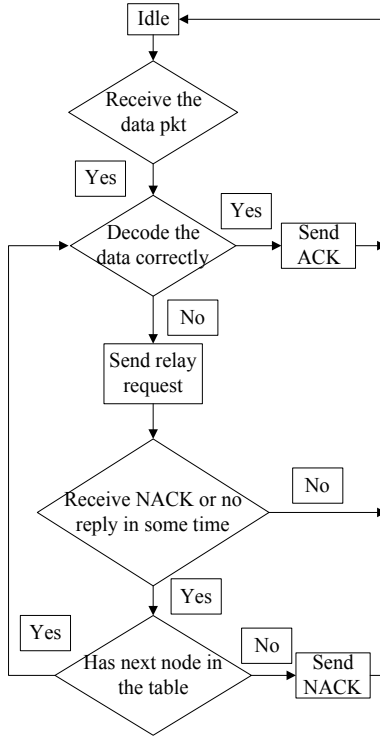 Idle
Receive the
data pkt
Yes
Yes
Decode the
data correctly
Send
ACK
No
Send relay
request
Receive NACK or no
reply in some time
No
Yes
Yes
No
Has next node in
the table
Send
NACK